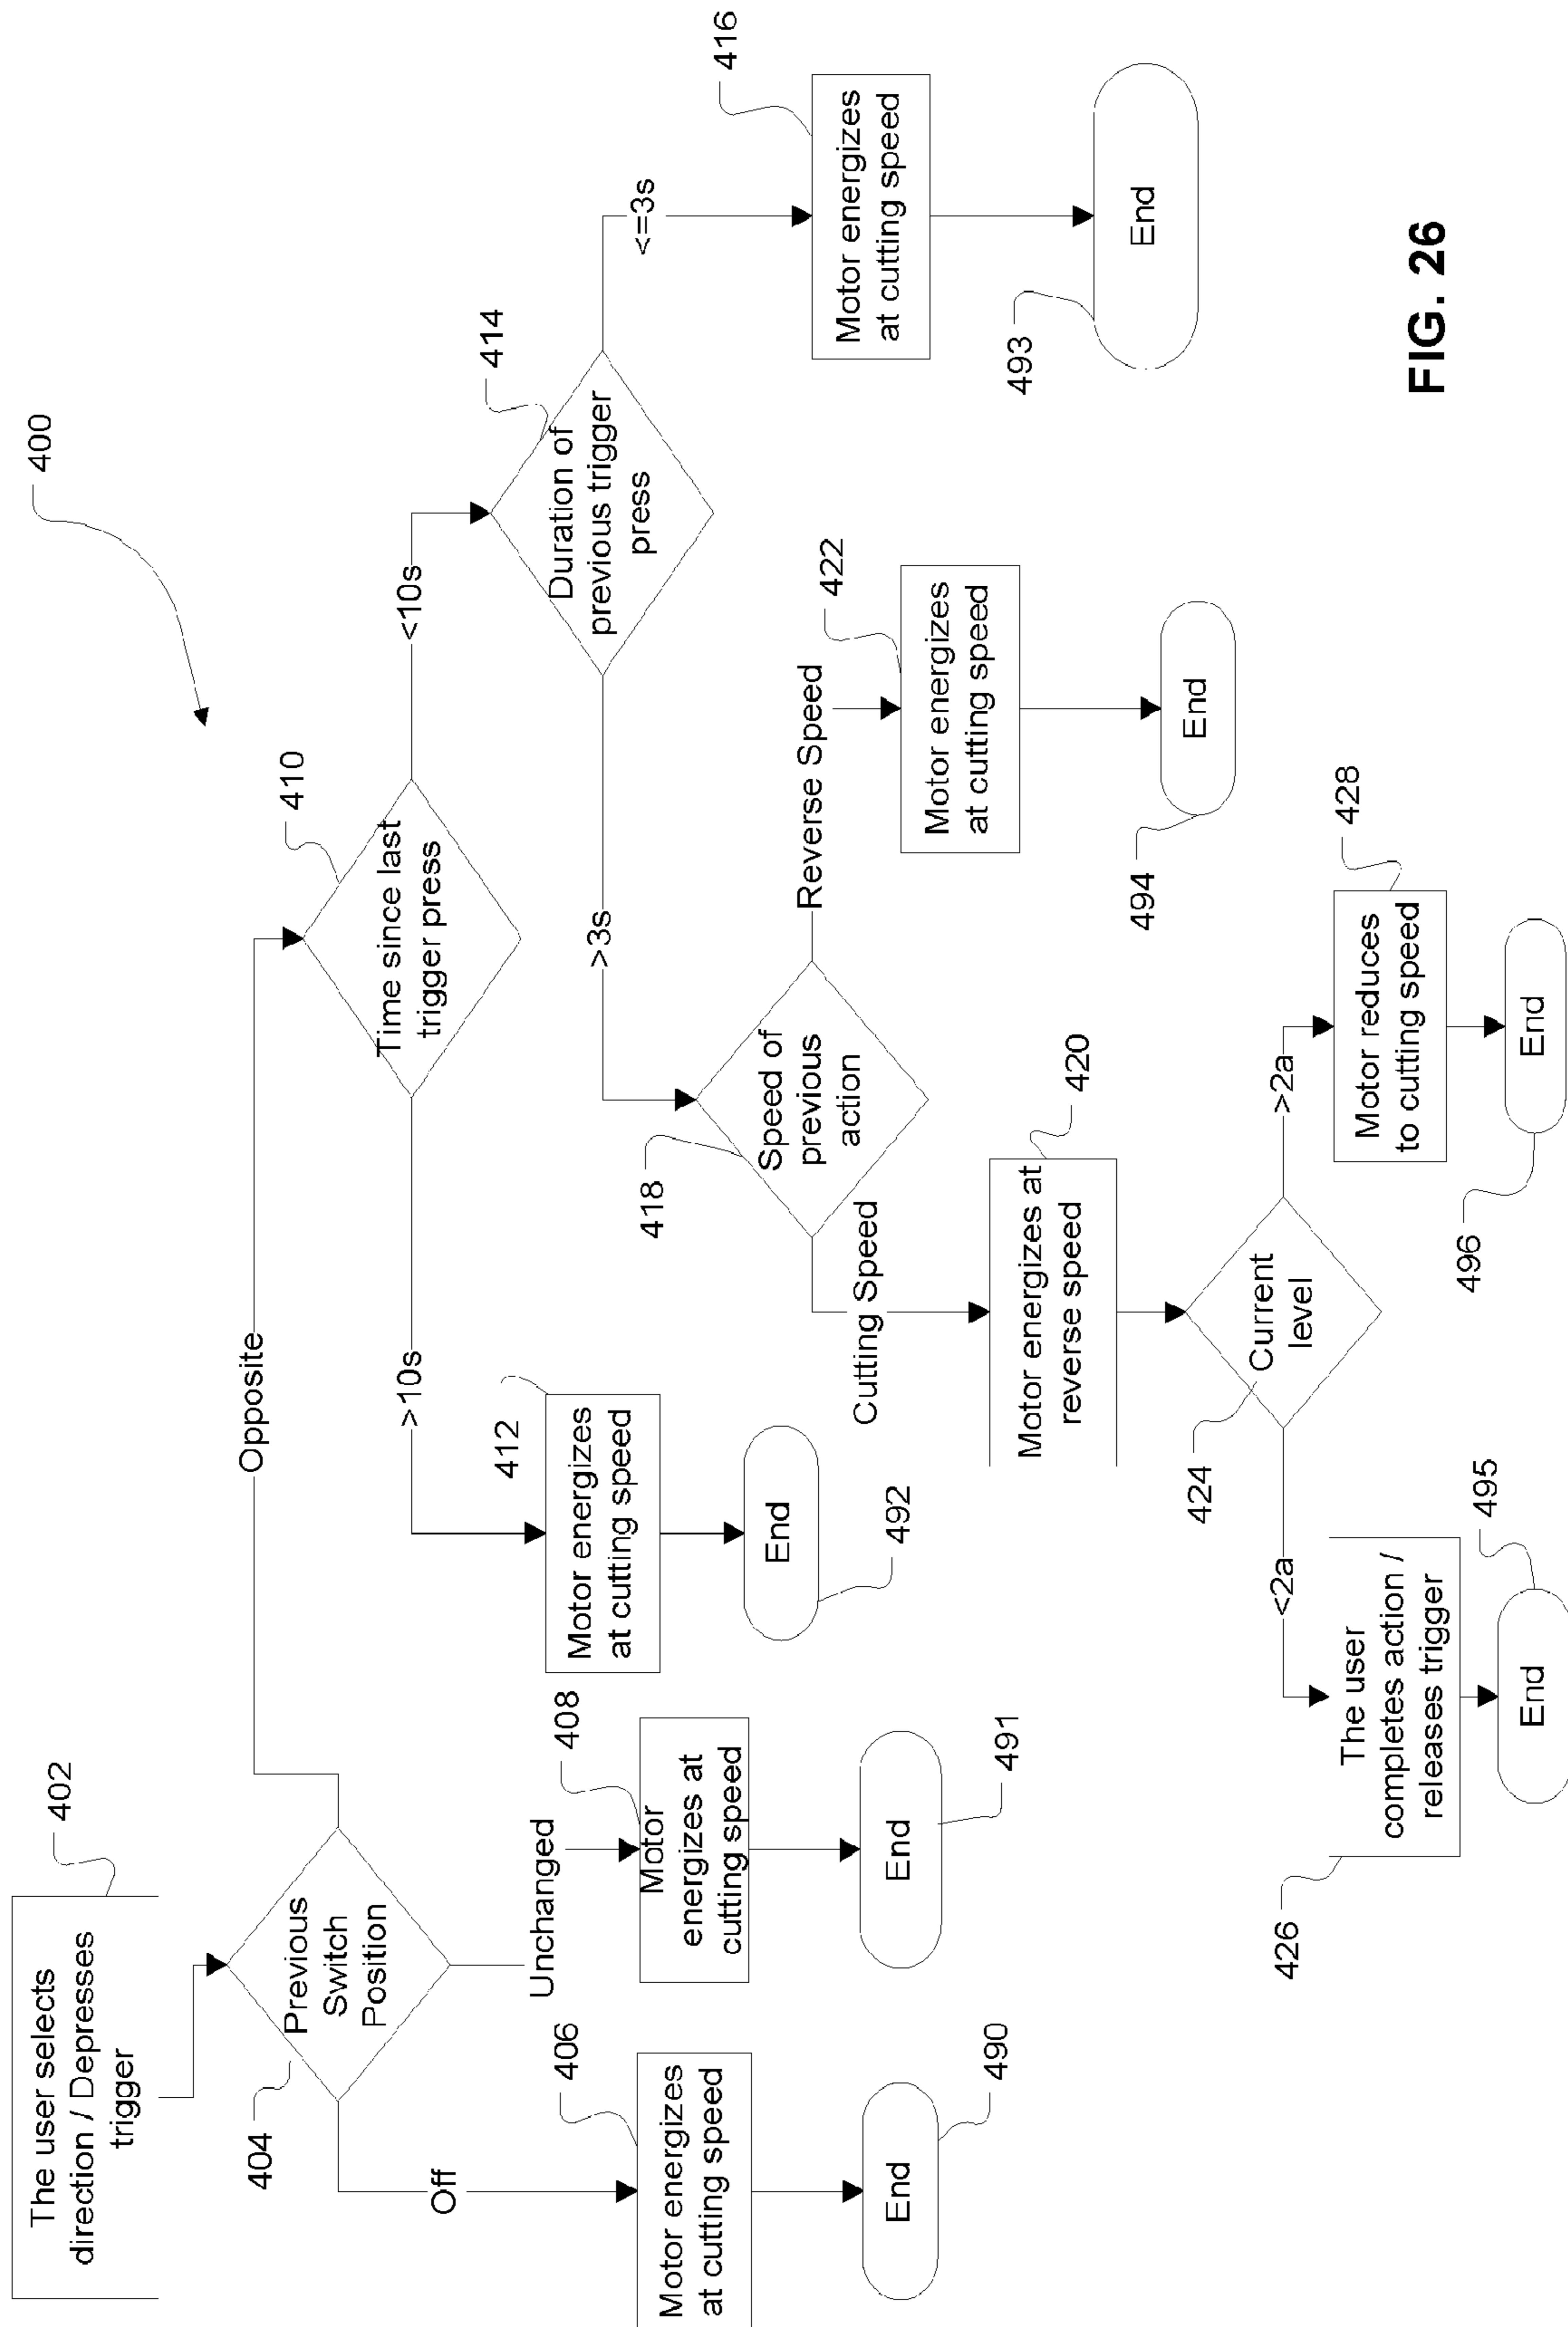 400
402
The user selects
direction / Depresses
trigger
404
Previous
Switch
Position
Off
Unchanged
Opposite
406
Motor energizes
at cutting speed
End
490
408
Motor
energizes at
cutting speed
End
491
410
Time since last
trigger press
>10s
<10s
412
Motor energizes
at cutting speed
End
492
414
Duration of
previous trigger
press
>3s
<=3s
416
Motor energizes
at cutting speed
493
End
418
Speed of
previous
action
Cutting Speed
Reverse Speed
420
Motor energizes at
reverse speed
422
Motor energizes
at cutting speed
494
End
424
Current
level
<2a
>2a
426
The user
completes action /
releases trigger
495
End
428
Motor reduces
to cutting speed
496
End
FIG. 26